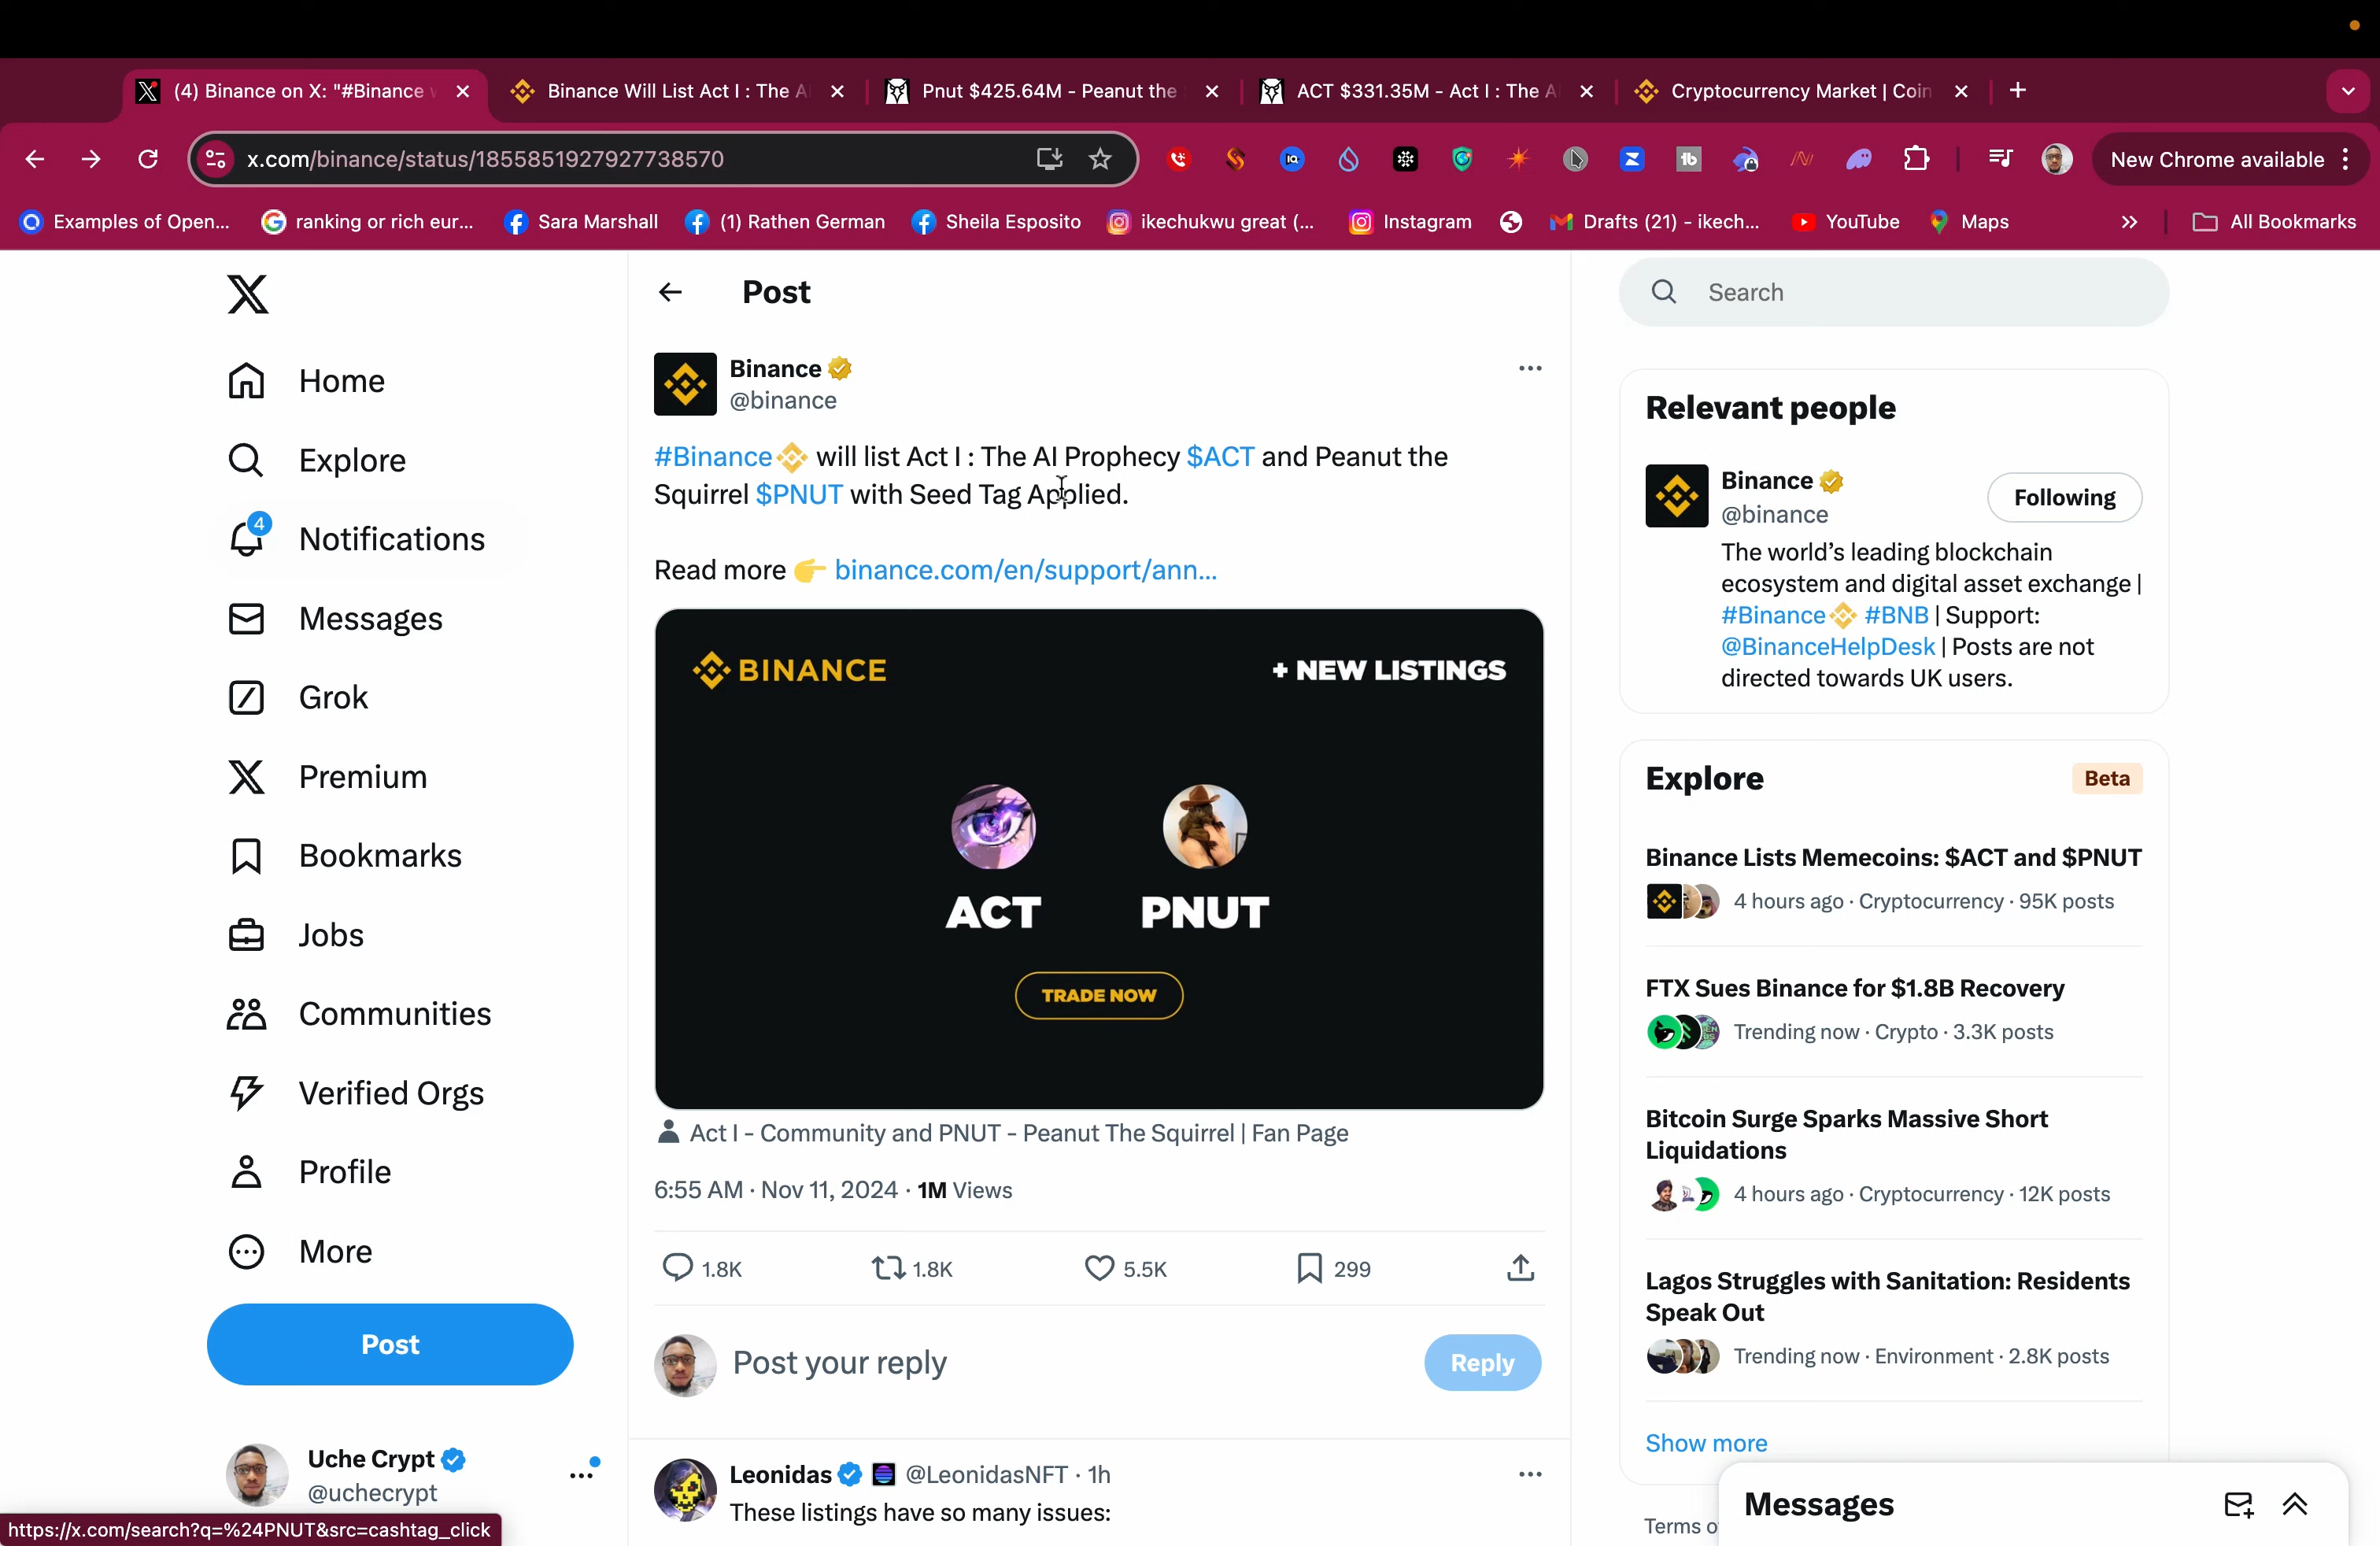 (4) Binance on X: "#Binance w
Binance Will List Act I : The A
Pnut $425.64M - Peanut the
ACT $331.35M - Act I : The A
Cryptocurrency Market | Coin
x.com/binance/status/1855851927927738570
New Chrome available
Examples of Open...
ranking or rich eur...
Sara Marshall
(1) Rathen German
Sheila Esposito
ikechukwu great (...
Instagram
Drafts (21) - ikech...
YouTube
Maps
All Bookmarks
Home
Explore
4
Notifications
Messages
Grok
Premium
Bookmarks
Jobs
Communities
Verified Orgs
Profile
More
Post
Uche Crypt
@uchecrypt
https://x.com/search?q=%24PNUT&src=cashtag_click
Post
Binance
@binance
#Binance will list Act I : The AI Prophecy $ACT and Peanut the
Squirrel $PNUT with Seed Tag Applied.
Read more 👉 binance.com/en/support/ann...
BINANCE
+ NEW LISTINGS
ACT
PNUT
TRADE NOW
Act I - Community and PNUT - Peanut The Squirrel | Fan Page
6:55 AM · Nov 11, 2024 · 1M Views
1.8K
1.8K
5.5K
299
Post your reply
Reply
Leonidas @LeonidasNFT · 1h
These listings have so many issues:
Search
Relevant people
Binance
@binance
Following
The world's leading blockchain
ecosystem and digital asset exchange |
#Binance #BNB | Support:
@BinanceHelpDesk | Posts are not
directed towards UK users.
Explore
Beta
Binance Lists Memecoins: $ACT and $PNUT
4 hours ago · Cryptocurrency · 95K posts
FTX Sues Binance for $1.8B Recovery
Trending now · Crypto · 3.3K posts
Bitcoin Surge Sparks Massive Short
Liquidations
4 hours ago · Cryptocurrency · 12K posts
Lagos Struggles with Sanitation: Residents
Speak Out
Trending now · Environment · 2.8K posts
Show more
Terms o
Messages